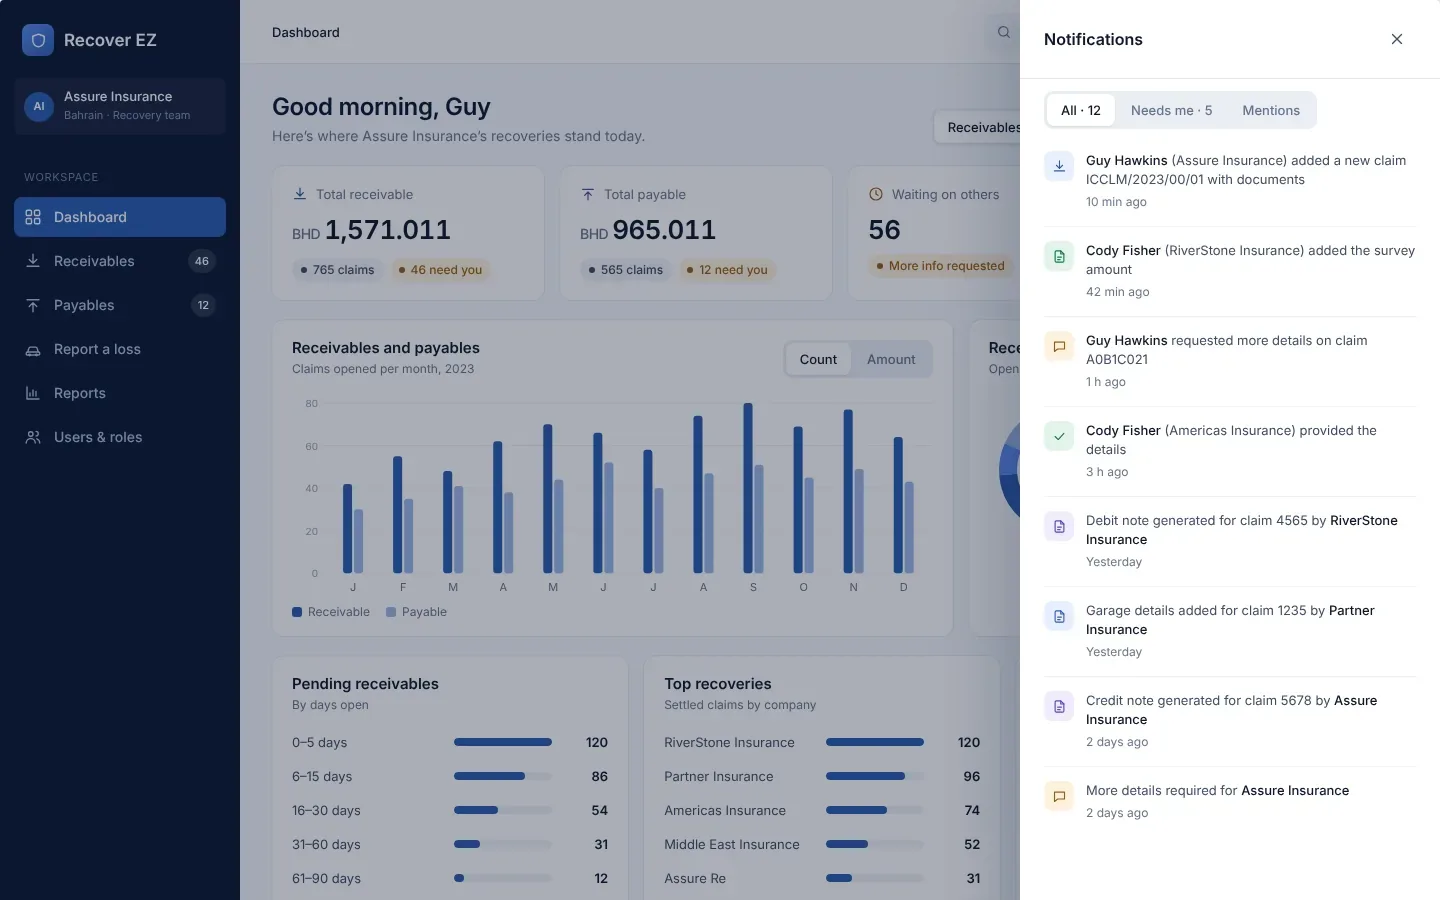 Recover EZ
AI
Assure Insurance
Bahrain · Recovery team
WORKSPACE
Dashboard
Receivables 46
Payables 12
Report a loss
Reports
Users & roles
Dashboard
Good morning, Guy
Here's where Assure Insurance's recoveries stand today.
Receivables
Total receivable
BHD 1,571.011
765 claims 46 need you
Total payable
BHD 965.011
565 claims 12 need you
Waiting on others
56
More info requested
Receivables and payables
Claims opened per month, 2023
Count Amount
80
60
40
20
0
J F M A M J J A S O N D
Receivable Payable
Pending receivables
By days open
0–5 days 120
6–15 days 86
16–30 days 54
31–60 days 31
61–90 days 12
Top recoveries
Settled claims by company
RiverStone Insurance 120
Partner Insurance 96
Americas Insurance 74
Middle East Insurance 52
Assure Re 31
Notifications
All · 12 Needs me · 5 Mentions
Guy Hawkins (Assure Insurance) added a new claim
ICCLM/2023/00/01 with documents
10 min ago
Cody Fisher (RiverStone Insurance) added the survey
amount
42 min ago
Guy Hawkins requested more details on claim
A0B1C021
1 h ago
Cody Fisher (Americas Insurance) provided the
details
3 h ago
Debit note generated for claim 4565 by RiverStone
Insurance
Yesterday
Garage details added for claim 1235 by Partner
Insurance
Yesterday
Credit note generated for claim 5678 by Assure
Insurance
2 days ago
More details required for Assure Insurance
2 days ago